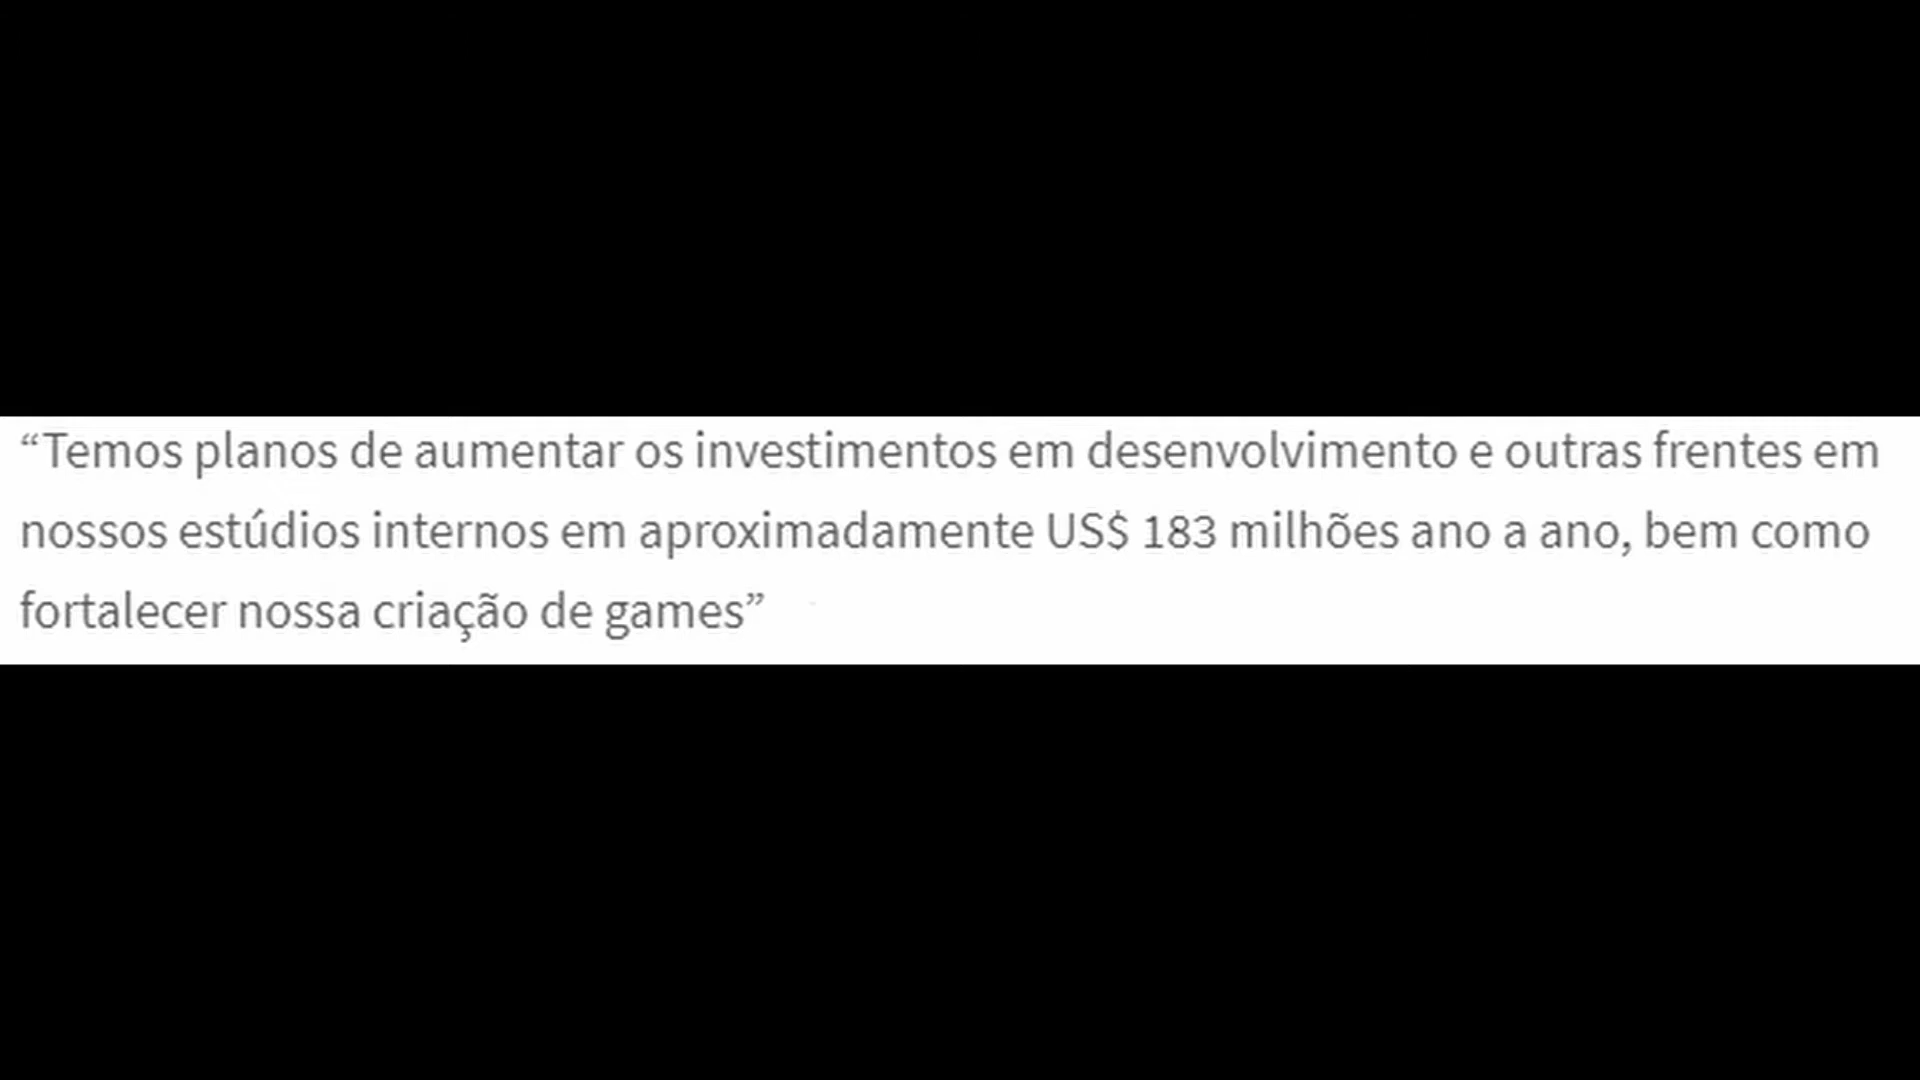 “Temos planos de aumentar os investimentos em desenvolvimento e outras frentes em
nossos estúdios internos em aproximadamente US$ 183 milhões ano a ano, bem como
fortalecer nossa criação de games”